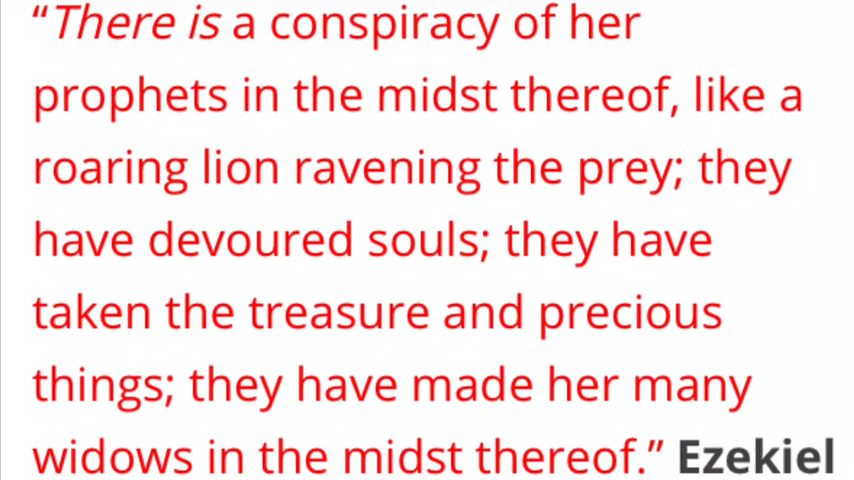 “There is a conspiracy of her
prophets in the midst thereof, like a
roaring lion ravening the prey; they
have devoured souls; they have
taken the treasure and precious
things; they have made her many
widows in the midst thereof.” Ezekiel